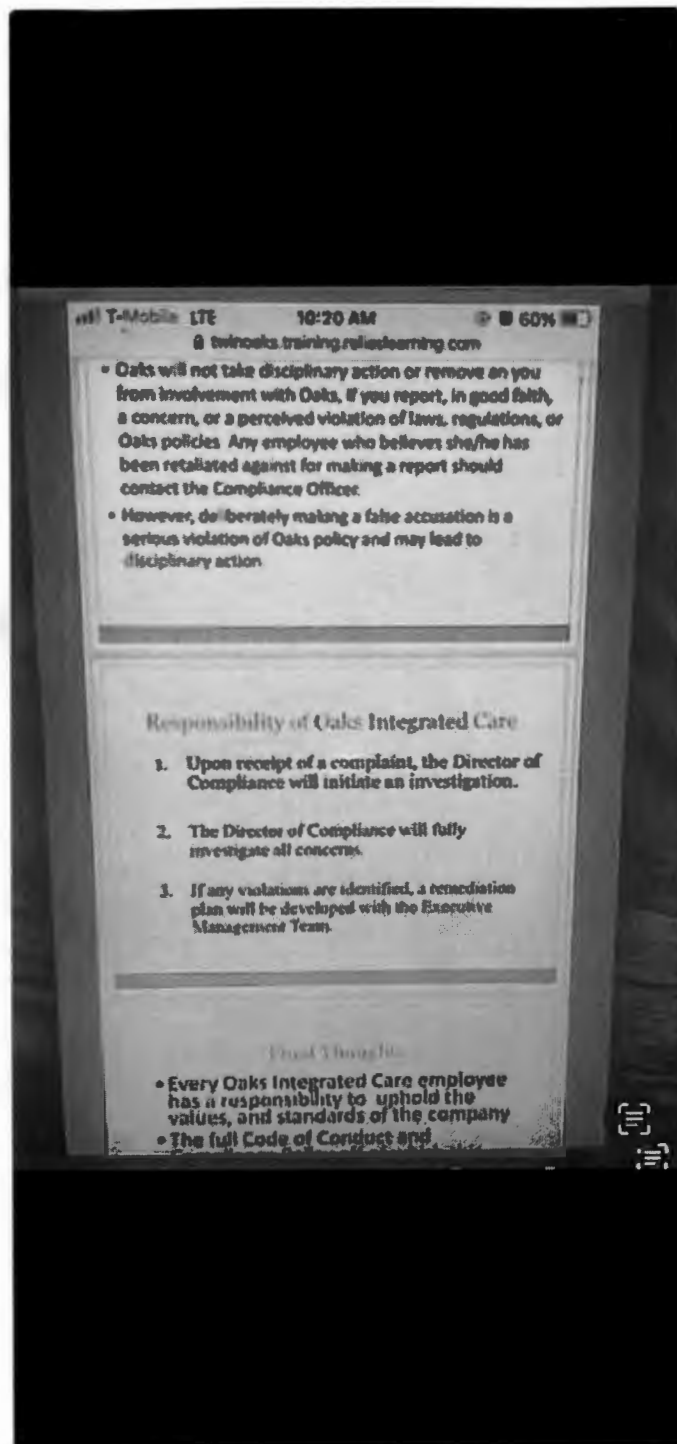 T-Mobile LTE 10:20 AM 60%
twinoaks.training.reliaslearning.com
• Oaks will not take disciplinary action or remove an you
from involvement with Oaks, if you report, in good faith,
a concern, or a perceived violation of laws, regulations, or
Oaks policies Any employee who believes she/he has
been retaliated against for making a report should
contact the Compliance Officer.
• However, deliberately making a false accusation is a
serious violation of Oaks policy and may lead to
disciplinary action
Responsibility of Oaks Integrated Care
1. Upon receipt of a complaint, the Director of
Compliance will initiate an investigation.
2. The Director of Compliance will fully
investigate all concerns.
3. If any violations are identified, a remediation
plan will be developed with the Executive
Management Team.
Final Thoughts
• Every Oaks Integrated Care employee
has a responsibility to uphold the
values, and standards of the company
• The full Code of Conduct and